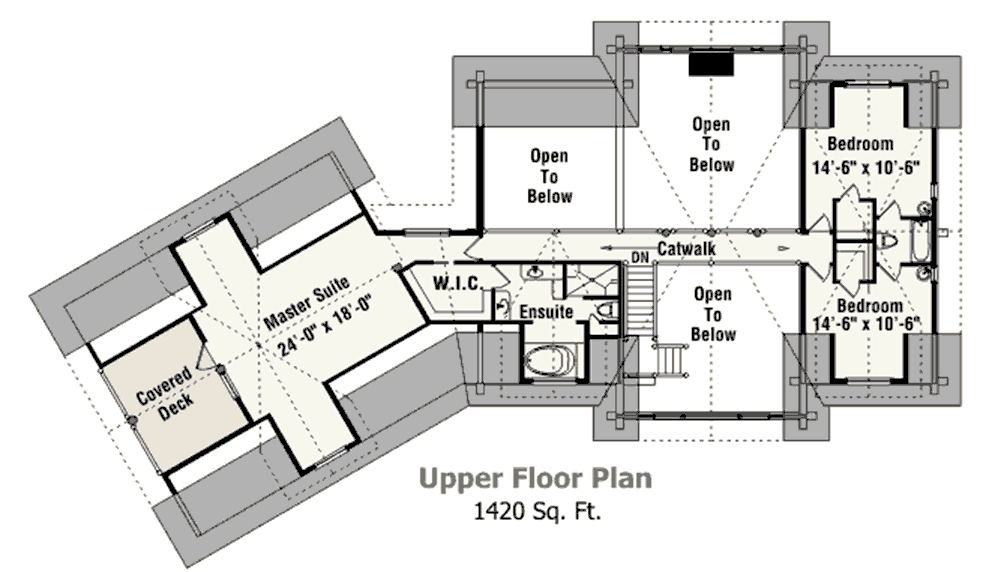 Open
To
Below
Open
To
Below
Bedroom
14'-6" x 10'-6"
Catwalk
DN
W.I.C.
Master Suite
24'-0" x 18'-0"
Ensuite
Open
To
Below
Bedroom
14'-6" x 10'-6"
Covered
Deck
Upper Floor Plan
1420 Sq. Ft.